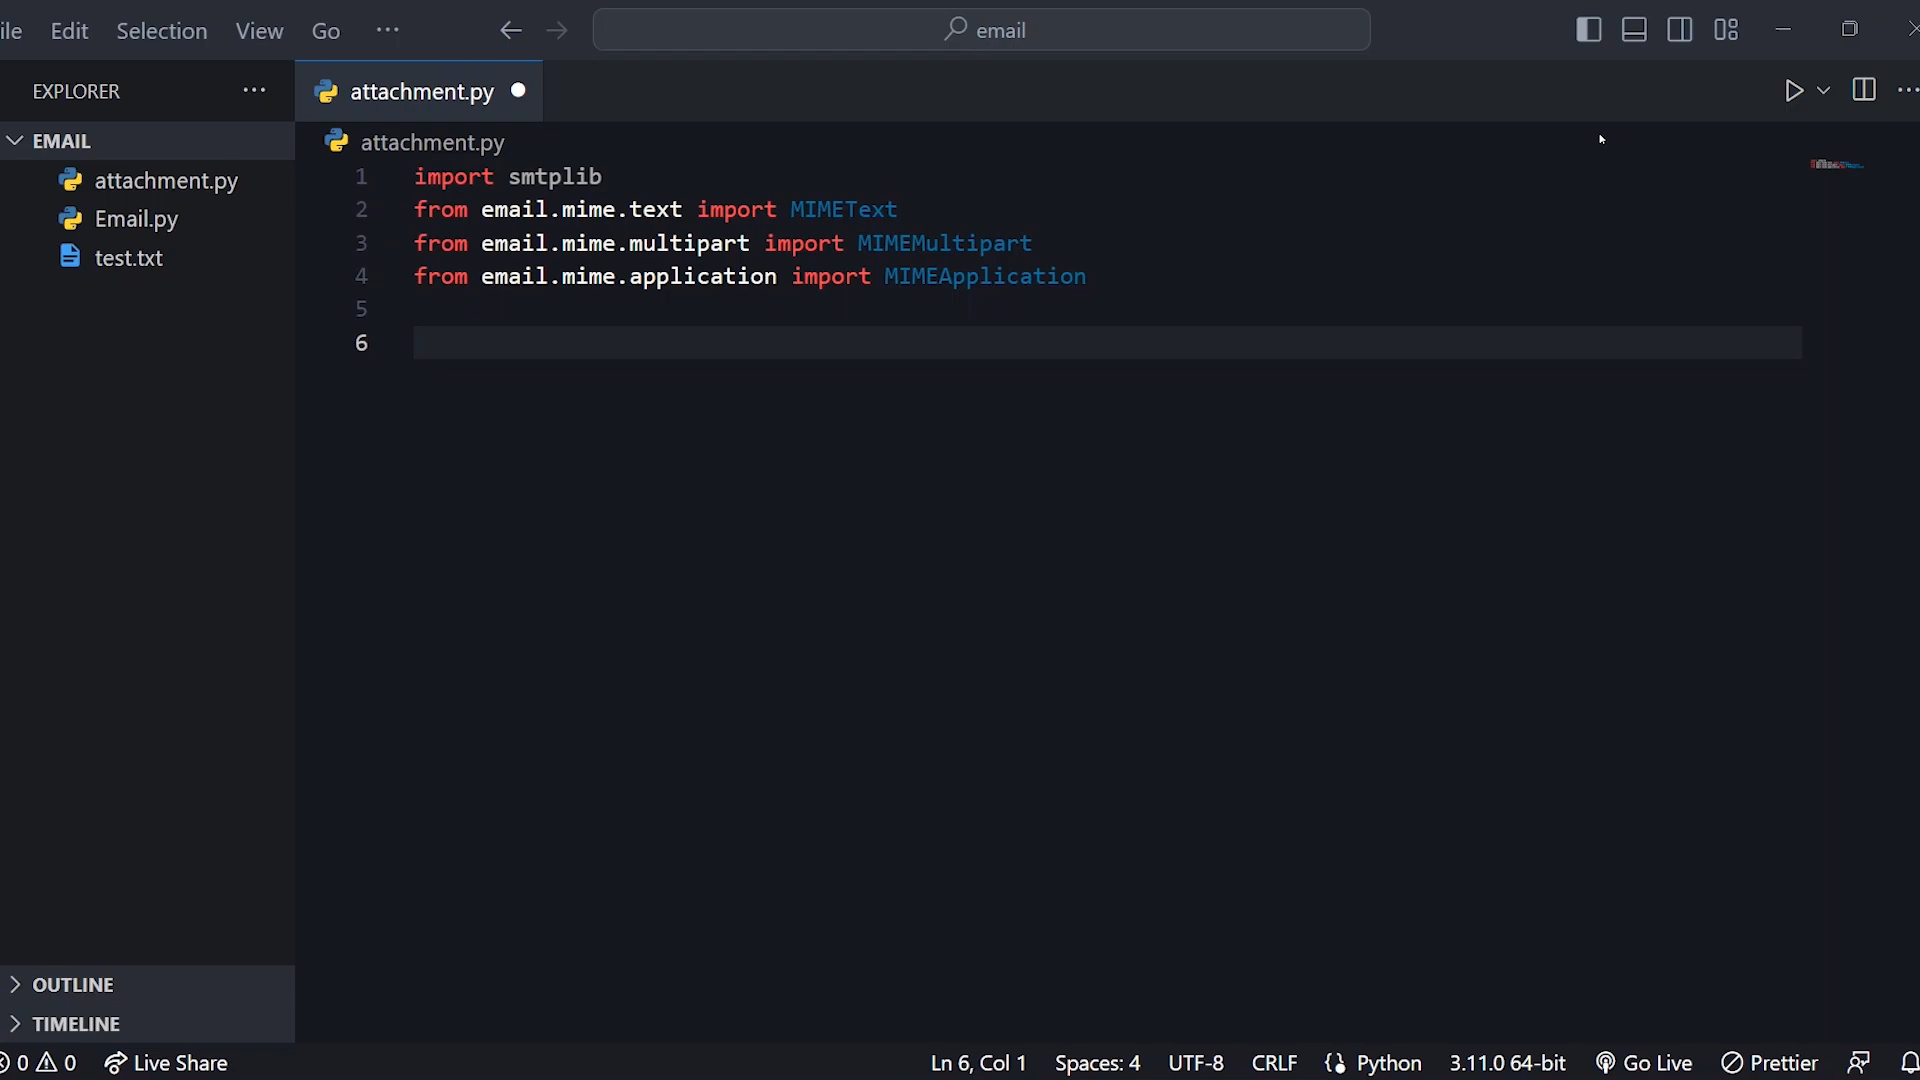 ile Edit Selection View Go ··· email
EXPLORER ··· attachment.py
EMAIL
attachment.py
Email.py
test.txt
attachment.py
1 import smtplib
2 from email.mime.text import MIMEText
3 from email.mime.multipart import MIMEMultipart
4 from email.mime.application import MIMEApplication
5
6
OUTLINE
TIMELINE
0 0 Live Share Ln 6, Col 1 Spaces: 4 UTF-8 CRLF Python 3.11.0 64-bit Go Live Prettier